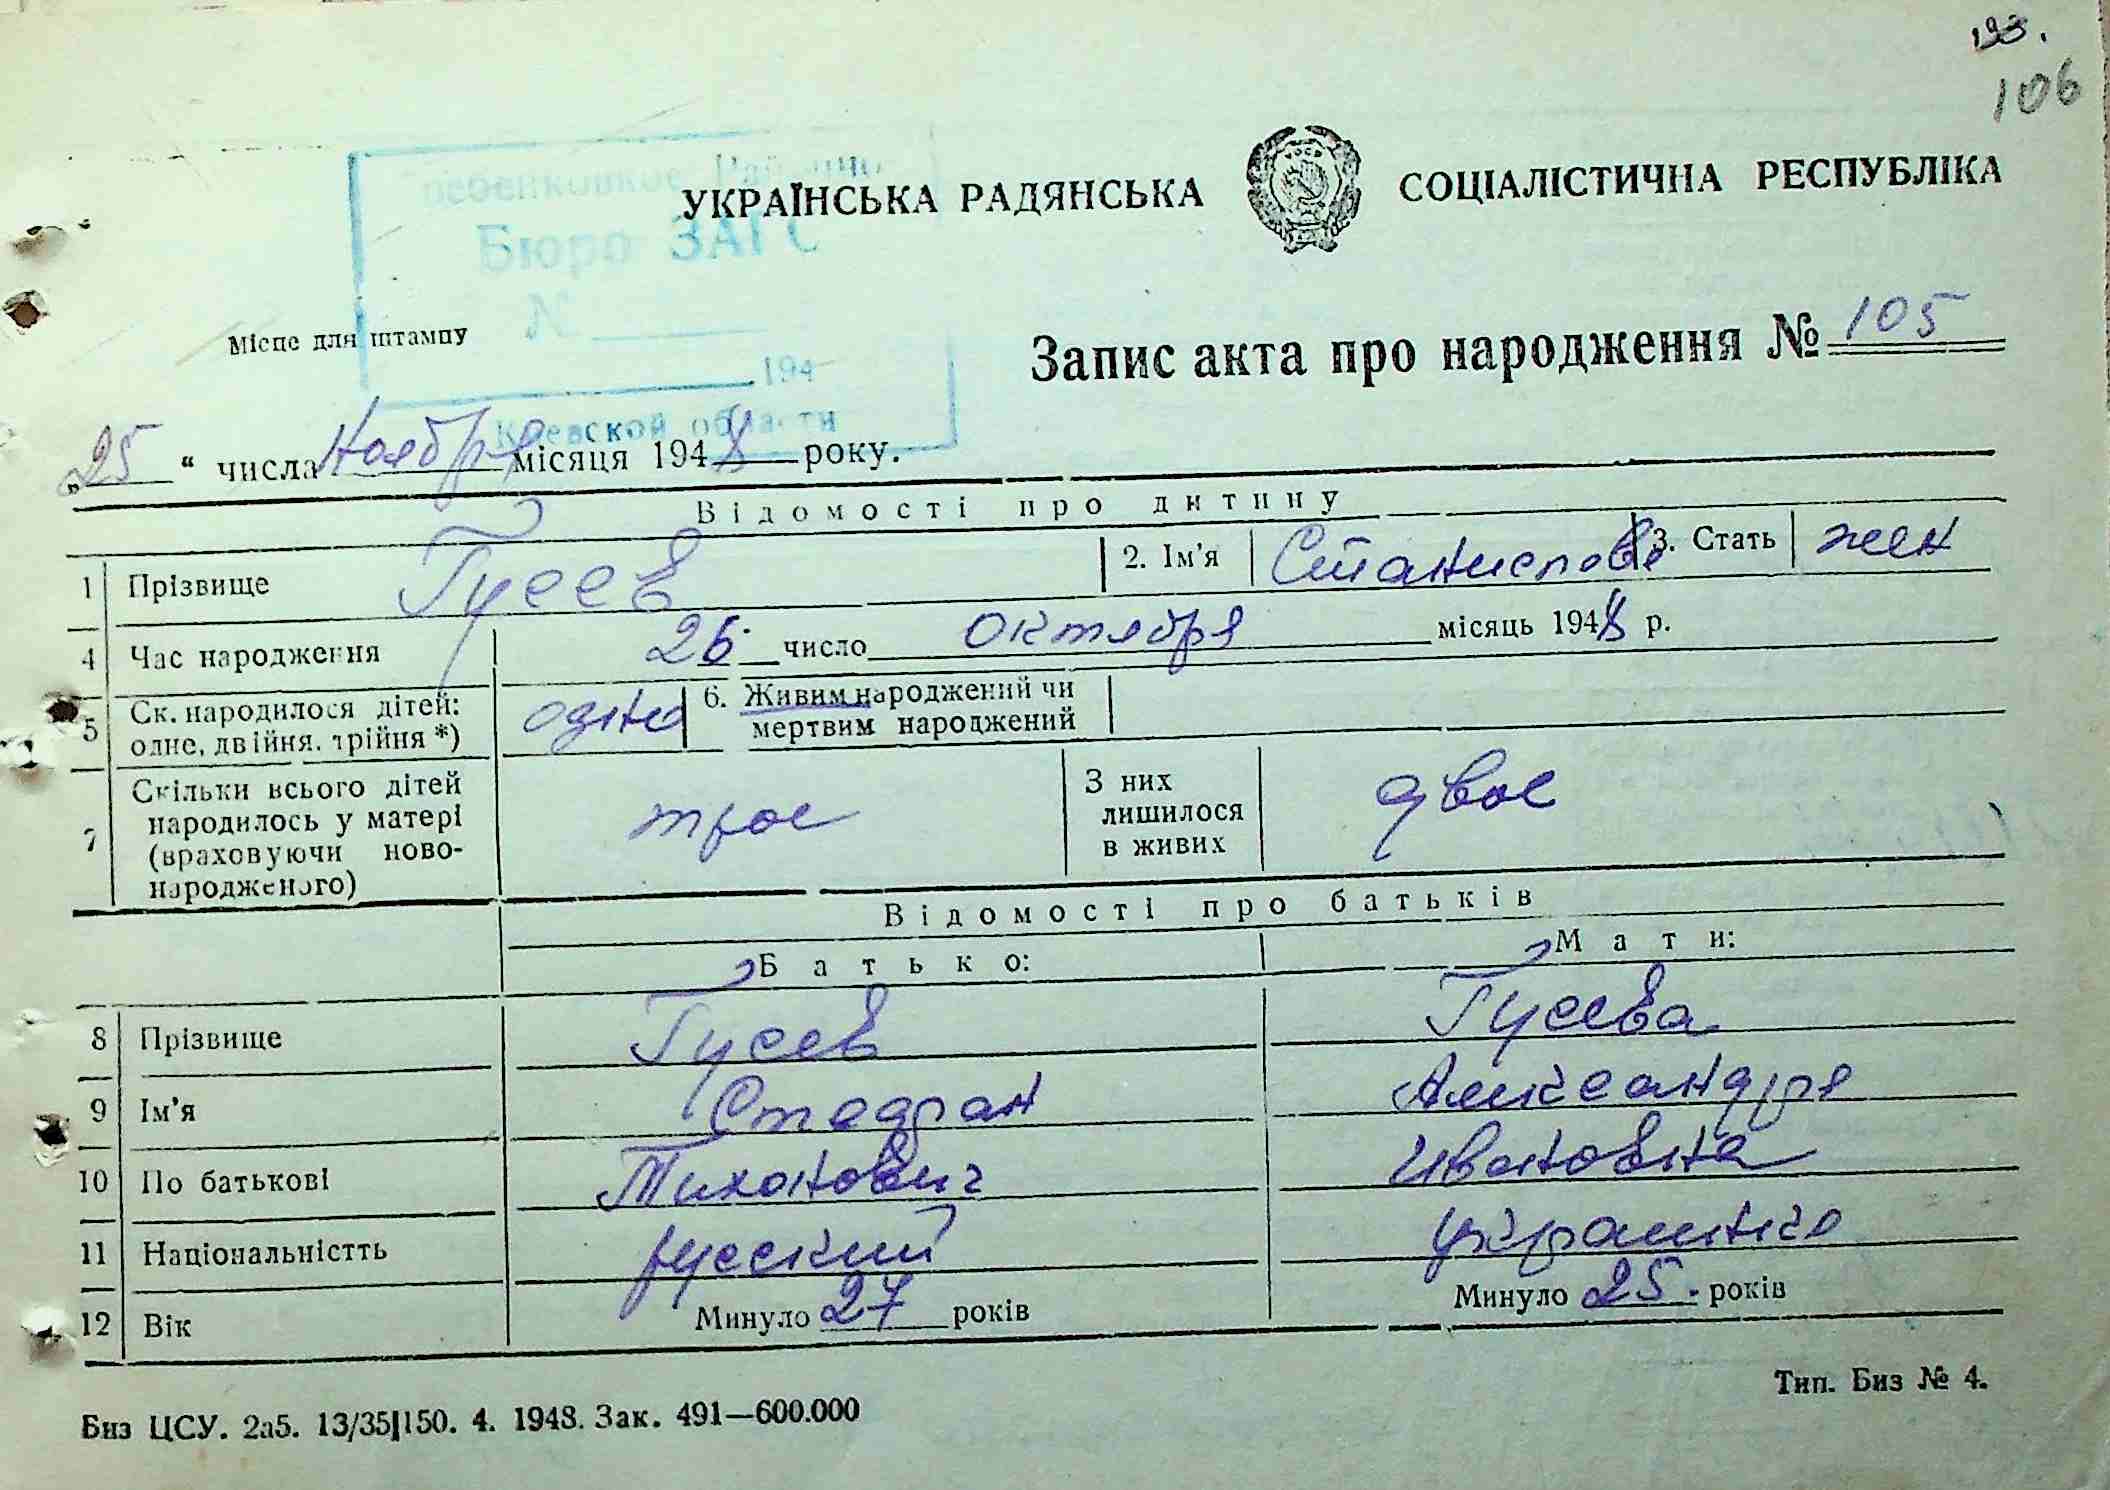 193.
106
УКРАЇНСЬКА РАДЯНСЬКА СОЦІАЛІСТИЧНА РЕСПУБЛІКА
Бюро ЗАГС
№
194
Киевской области
Місце для штампу
Запис акта про народження № 105
„25“ числа Ноября місяця 1948 року.
Відомості про дитину
1 Прізвище Гусев 2. Ім’я Станислова 3. Стать жен
4 Час народження 26 число октября місяць 1948 р.
5 Ск. народилося дітей: одне, двійня, трійня *) одно 6. Живим народжений чи мертвим народжений
7 Скільки всього дітей народилось у матері (враховуючи новонародженого) трое З них лишилося в живих двое
Відомості про батьків
Батько: Мати:
8 Прізвище Гусев Гусева
9 Ім’я Стефан Александра
10 По батькові Тихонович Ивановна
11 Національністть русский украинка
12 Вік Минуло 27 років Минуло 25 років
Биз ЦСУ. 2а5. 13/35|150. 4. 1948. Зак. 491—600.000
Тип. Биз № 4.